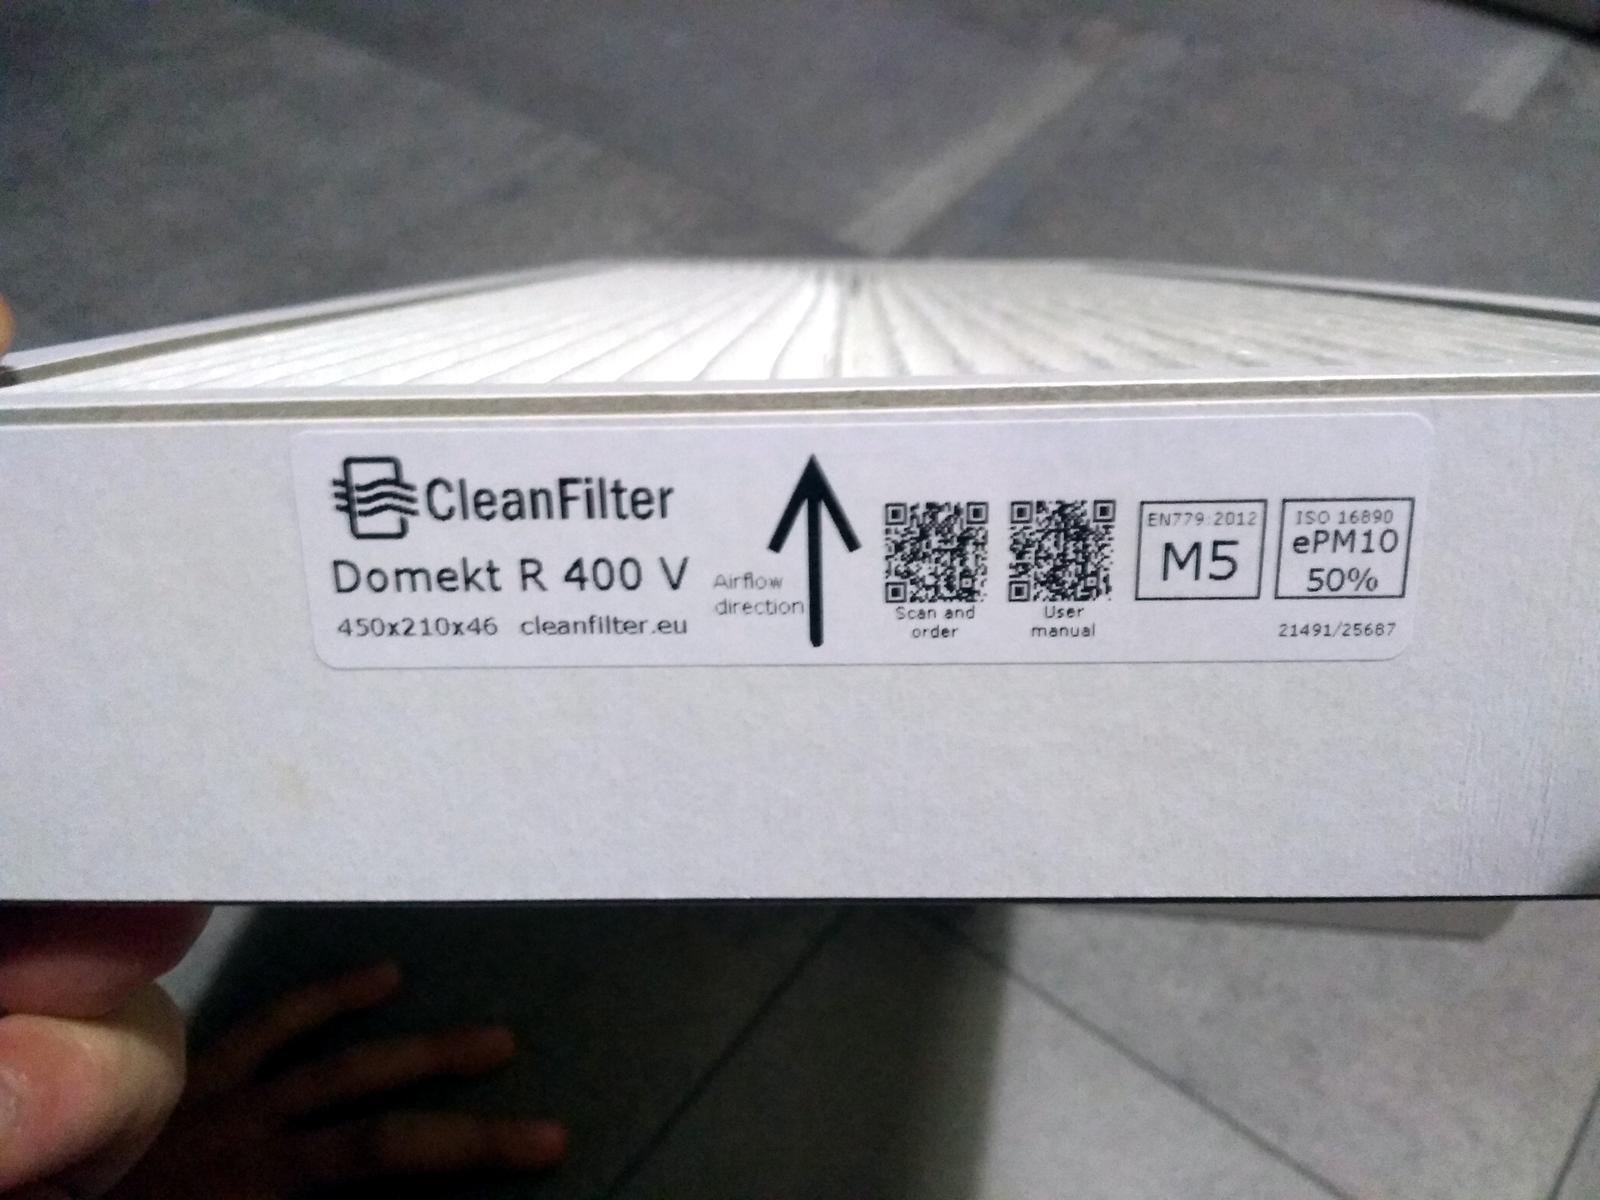 CleanFilter
Domekt R 400 V
450x210x46 cleanfilter.eu
Airflow
direction
Scan and
order
User
manual
EN779:2012
M5
ISO 16890
ePM10
50%
21491/25687